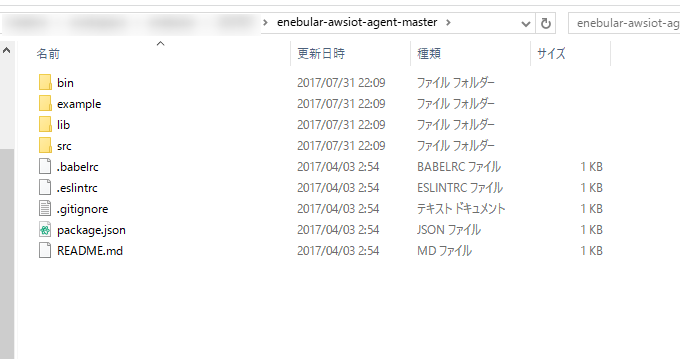 enebular-awsiot-agent-master
enebular-awsiot-ag
名前 更新日時 種類 サイズ
bin 2017/07/31 22:09 ファイル フォルダー
example 2017/07/31 22:09 ファイル フォルダー
lib 2017/07/31 22:09 ファイル フォルダー
src 2017/07/31 22:09 ファイル フォルダー
.babelrc 2017/04/03 2:54 BABELRC ファイル 1 KB
.eslintrc 2017/04/03 2:54 ESLINTRC ファイル 1 KB
.gitignore 2017/04/03 2:54 テキスト ドキュメント 1 KB
package.json 2017/04/03 2:54 JSON ファイル 1 KB
README.md 2017/04/03 2:54 MD ファイル 1 KB